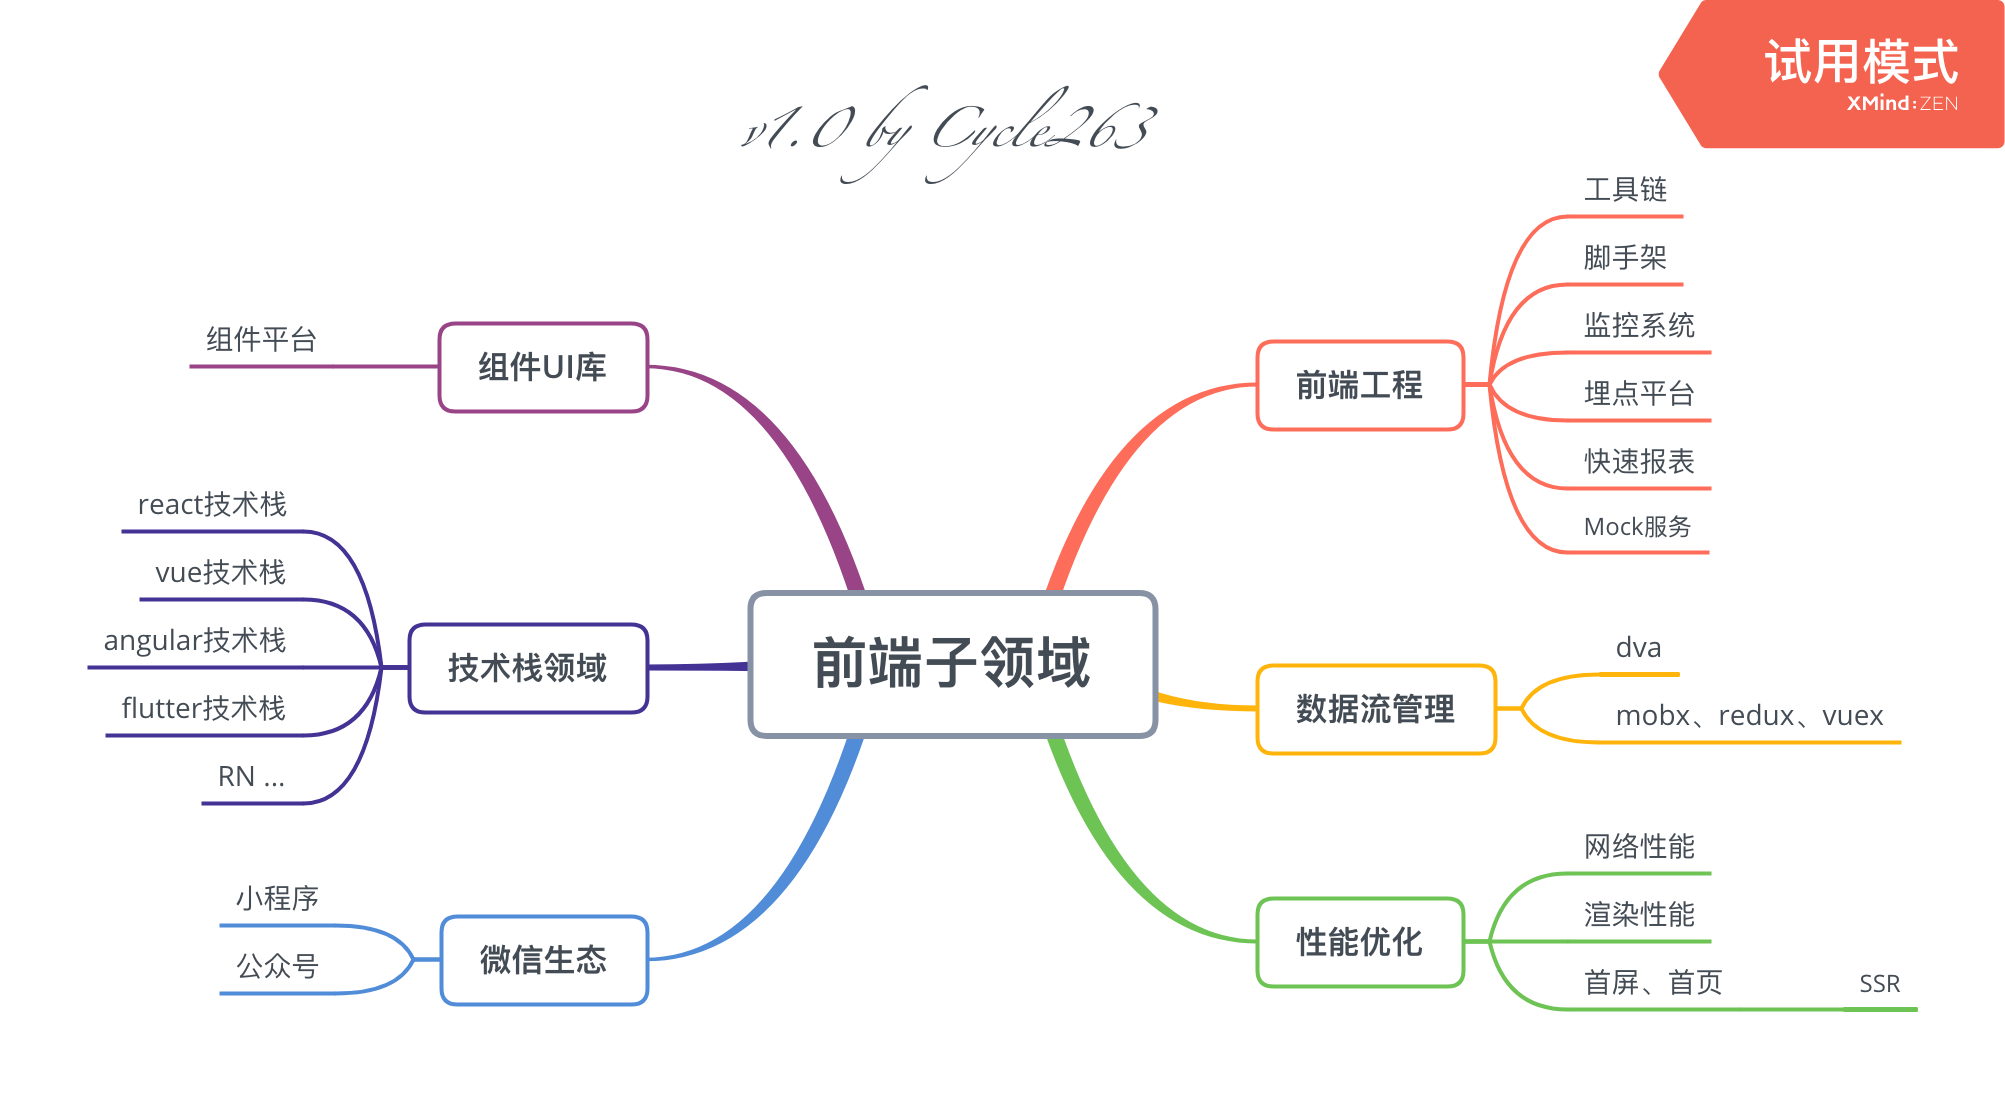 试用模式
XMind:ZEN
v1.0 by Cycle263
前端子领域
前端工程
工具链
脚手架
监控系统
埋点平台
快速报表
Mock服务
数据流管理
dva
mobx、redux、vuex
性能优化
网络性能
渲染性能
首屏、首页
SSR
组件UI库
组件平台
技术栈领域
react技术栈
vue技术栈
angular技术栈
flutter技术栈
RN ...
微信生态
小程序
公众号